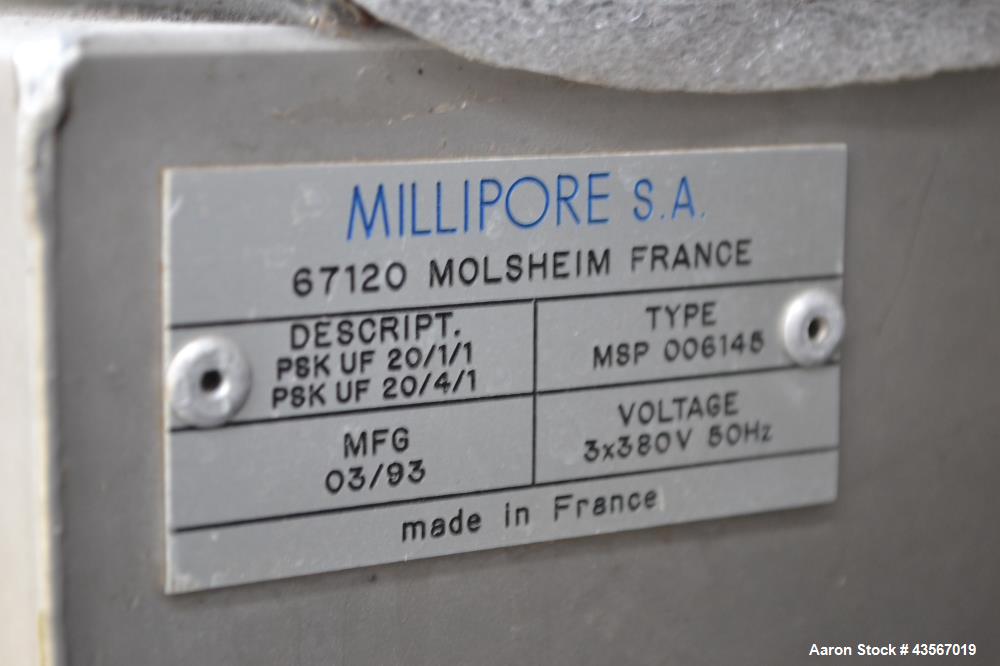 MILLIPORE S.A.
67120 MOLSHEIM FRANCE
DESCRIPT.
PSK UF 20/1/1
PSK UF 20/4/1
TYPE
MSP 006145
MFG
03/93
VOLTAGE
3x380V 50Hz
made in France
Aaron Stock # 43567019